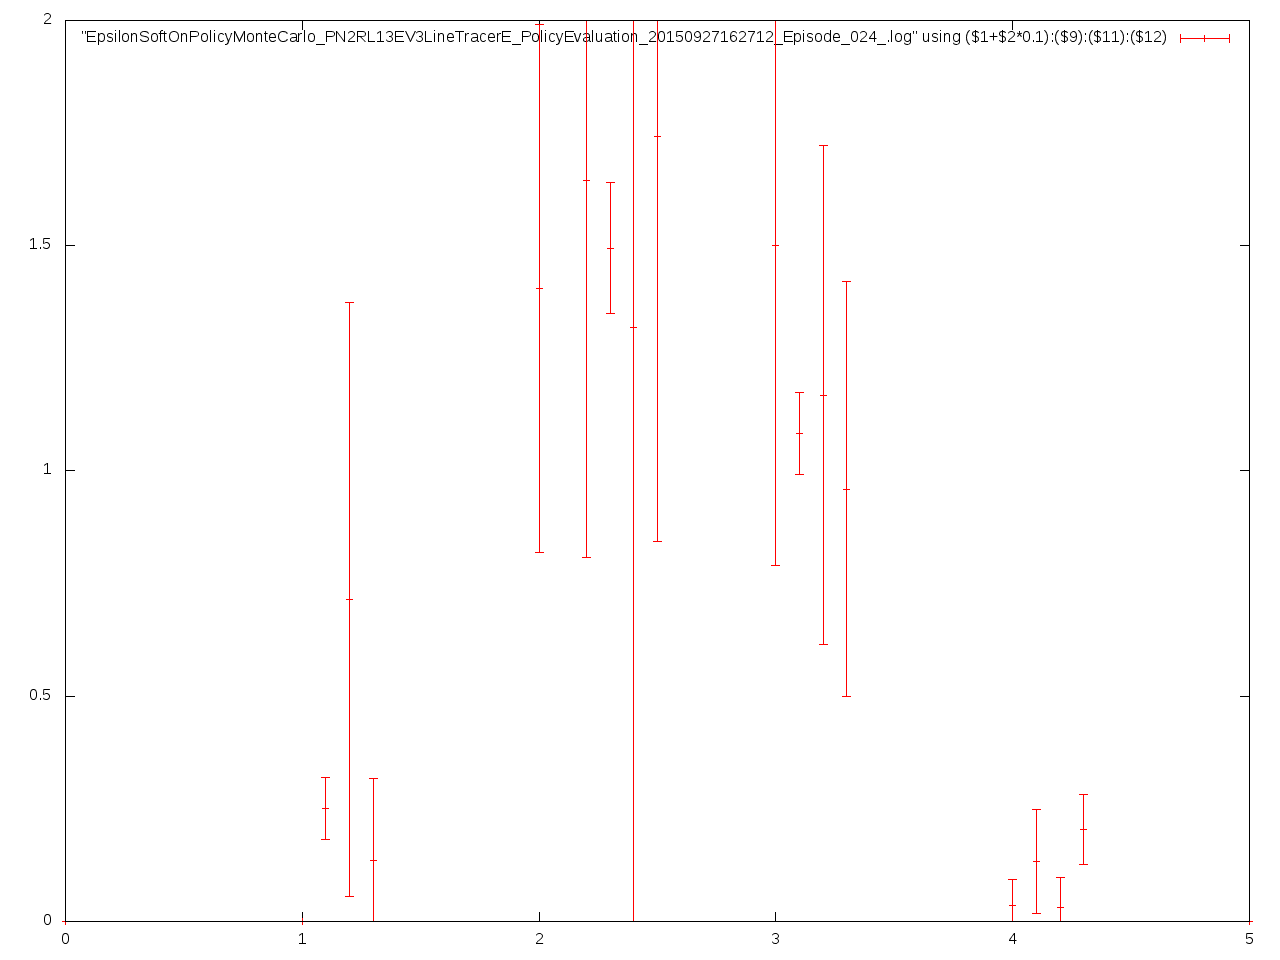 2
"EpsilonSoftOnPolicyMonteCarlo_PN2RL13EV3LineTracerE_PolicyEvaluation_20150927162712_Episode_024_.log" using ($1+$2*0.1):($9):($11):($12)
1.5
1
0.5
0
0 1 2 3 4 5